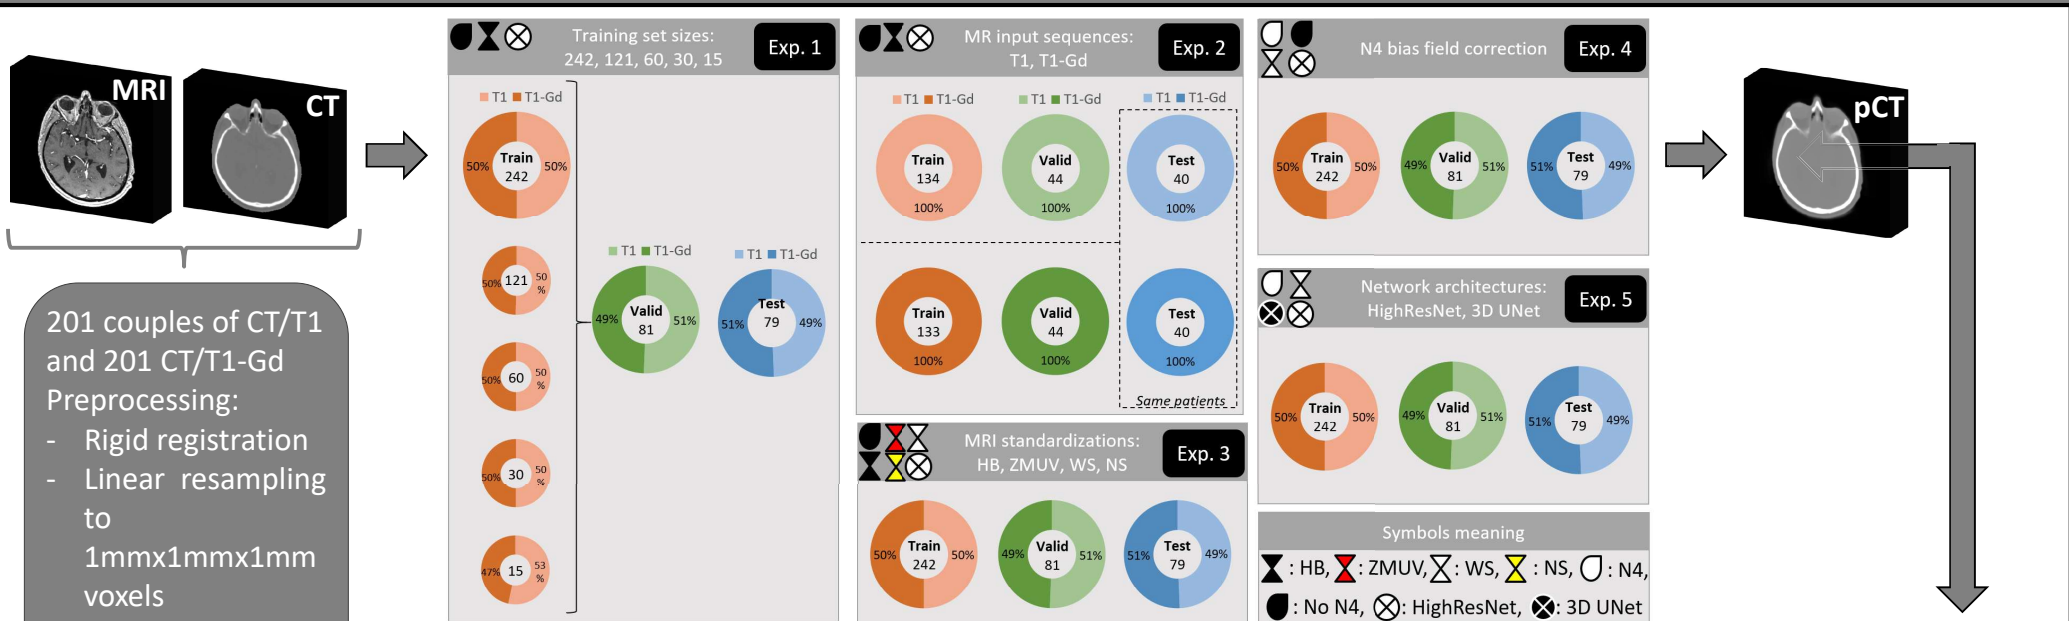 MRI
CT
201 couples of CT/T1
and 201 CT/T1-Gd
Preprocessing:
- Rigid registration
- Linear resampling
to
1mmx1mmx1mm
voxels
Training set sizes:
242, 121, 60, 30, 15
Exp. 1
T1 T1-Gd
50% Train 50%
242
50% 121 50
%
50% 60 50
%
50% 30 50
%
47% 15 53
%
T1 T1-Gd
49% Valid 51%
81
T1 T1-Gd
51% Test 49%
79
MR input sequences:
T1, T1-Gd
Exp. 2
T1 T1-Gd
T1 T1-Gd
T1 T1-Gd
Train
134
100%
Valid
44
100%
Test
40
100%
Train
133
100%
Valid
44
100%
Test
40
100%
Same patients
MRI standardizations:
HB, ZMUV, WS, NS
Exp. 3
50% Train 50%
242
49% Valid 51%
81
51% Test 49%
79
N4 bias field correction
Exp. 4
50% Train 50%
242
49% Valid 51%
81
51% Test 49%
79
Network architectures:
HighResNet, 3D UNet
Exp. 5
50% Train 50%
242
49% Valid 51%
81
51% Test 49%
79
Symbols meaning
: HB, : ZMUV, : WS, : NS, : N4,
: No N4, : HighResNet, : 3D UNet
pCT